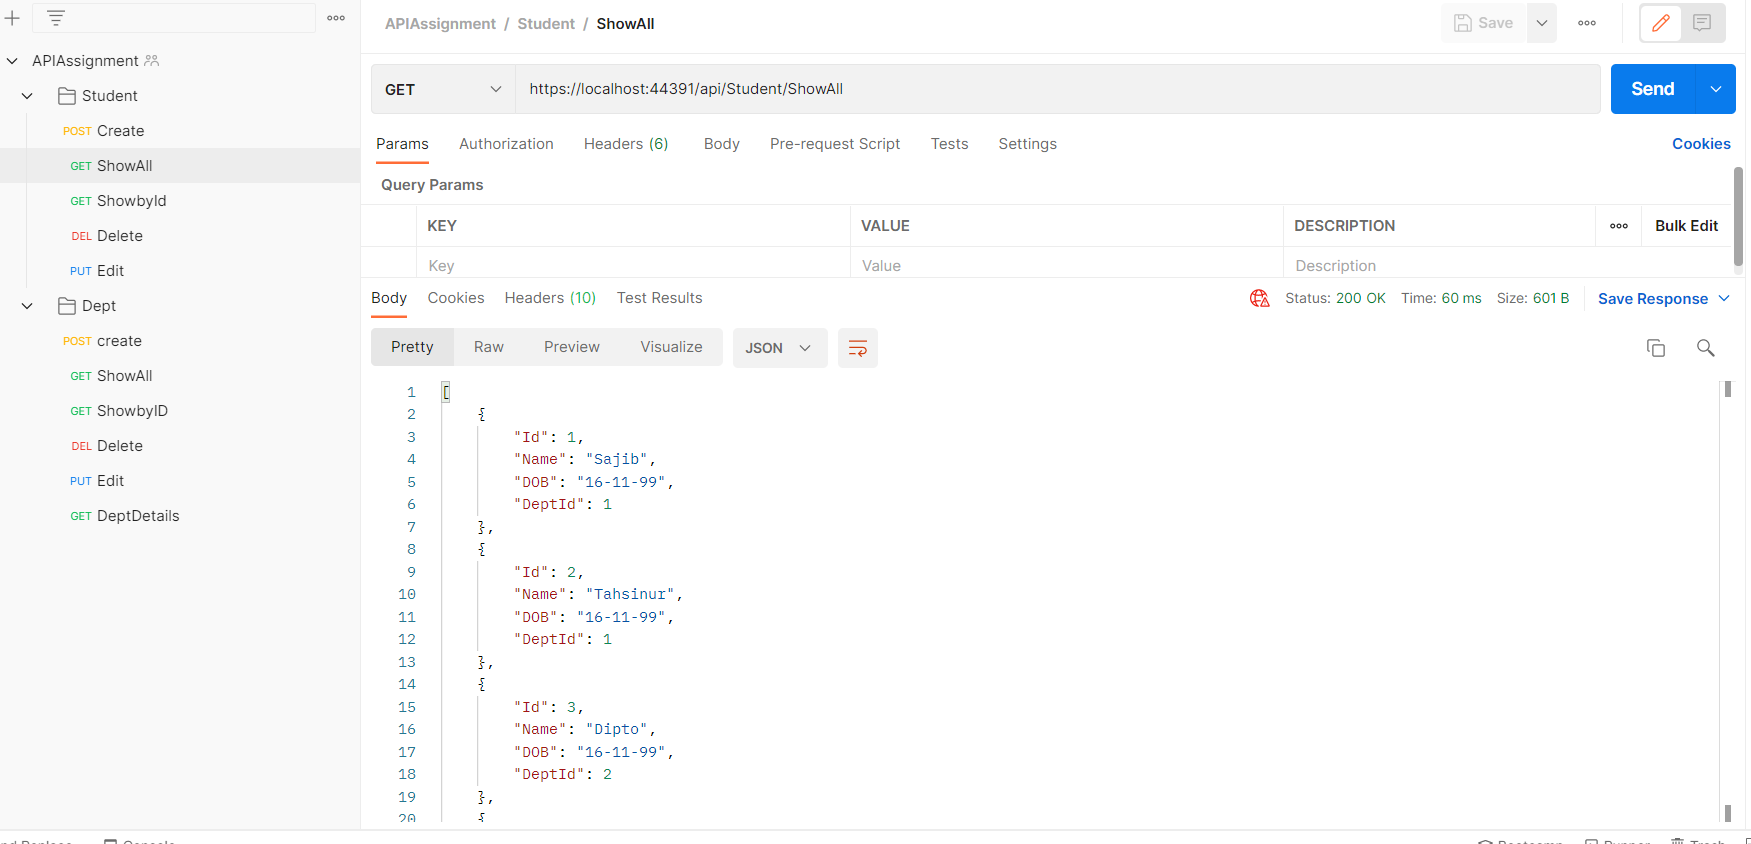 APIAssignment
Student
POST Create
GET ShowAll
GET ShowbyId
DEL Delete
PUT Edit
Dept
POST create
GET ShowAll
GET ShowbyID
DEL Delete
PUT Edit
GET DeptDetails
APIAssignment / Student / ShowAll
Save
GET https://localhost:44391/api/Student/ShowAll
Send
Params Authorization Headers (6) Body Pre-request Script Tests Settings Cookies
Query Params
KEY VALUE DESCRIPTION Bulk Edit
Key Value Description
Body Cookies Headers (10) Test Results Status: 200 OK Time: 60 ms Size: 601 B Save Response
Pretty Raw Preview Visualize JSON
1 [
2 {
3 "Id": 1,
4 "Name": "Sajib",
5 "DOB": "16-11-99",
6 "DeptId": 1
7 },
8 {
9 "Id": 2,
10 "Name": "Tahsinur",
11 "DOB": "16-11-99",
12 "DeptId": 1
13 },
14 {
15 "Id": 3,
16 "Name": "Dipto",
17 "DOB": "16-11-99",
18 "DeptId": 2
19 },
20 {
Console Bootcamp Runner Trash